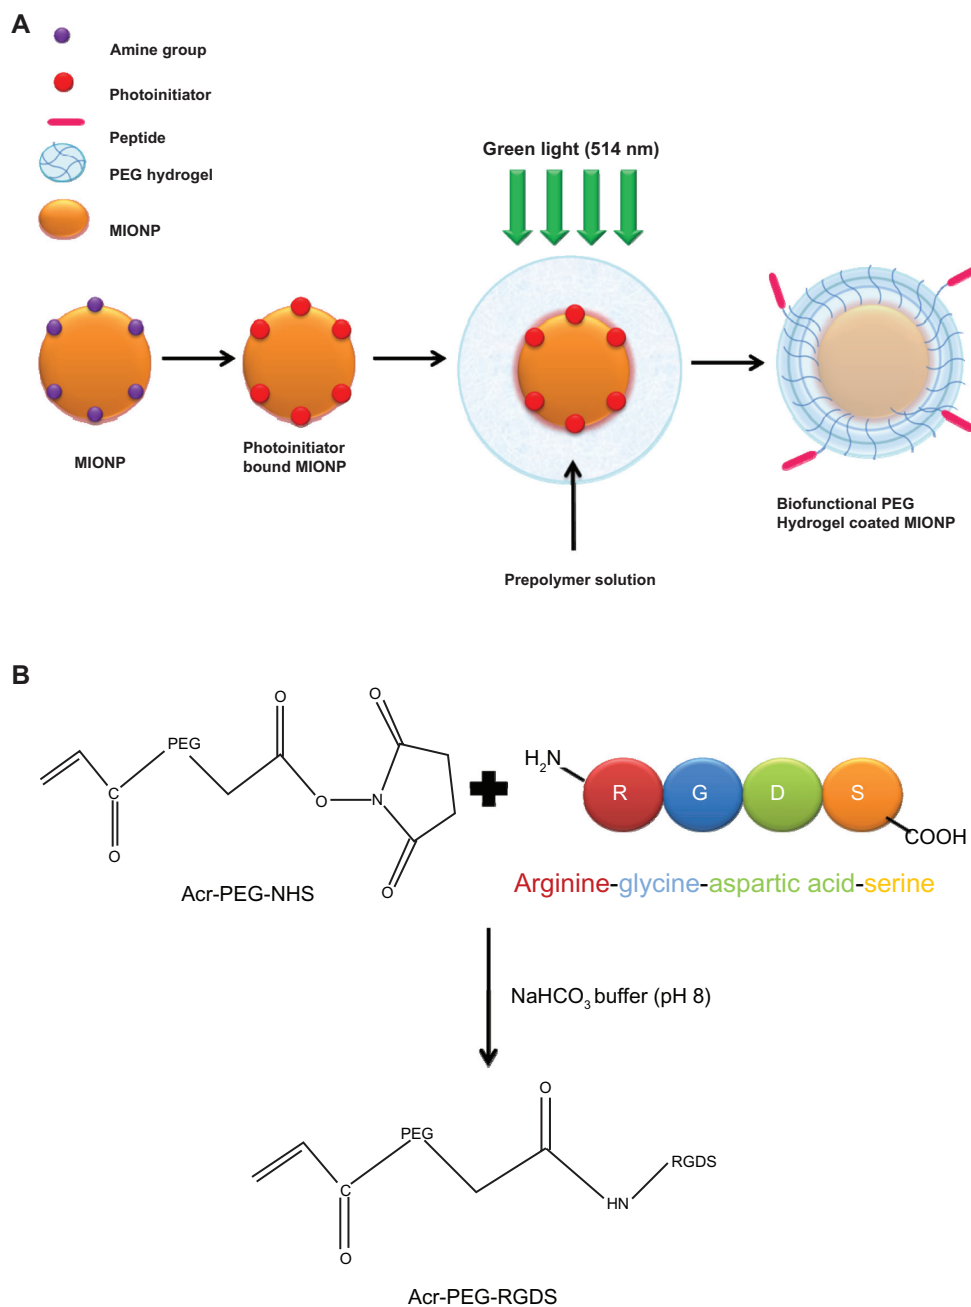 A
Amine group
Photoinitiator
Peptide
PEG hydrogel
MIONP
Green light (514 nm)
MIONP
Photoinitiator
bound MIONP
Prepolymer solution
Biofunctional PEG
Hydrogel coated MIONP
B
O
O
PEG
C
O
O
N
O
O
Acr-PEG-NHS
H₂N
R G D S
COOH
Arginine-glycine-aspartic acid-serine
NaHCO₃ buffer (pH 8)
O
PEG
C
O
HN
RGDS
Acr-PEG-RGDS